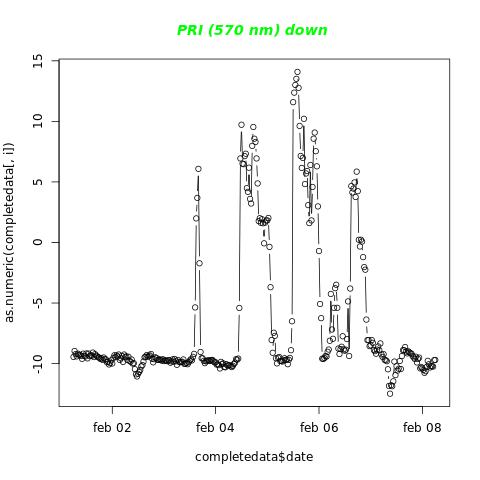 PRI (570 nm) down
as.numeric(completedata[, i])
15
10
5
0
-5
-10
feb 02
feb 04
feb 06
feb 08
completedata$date